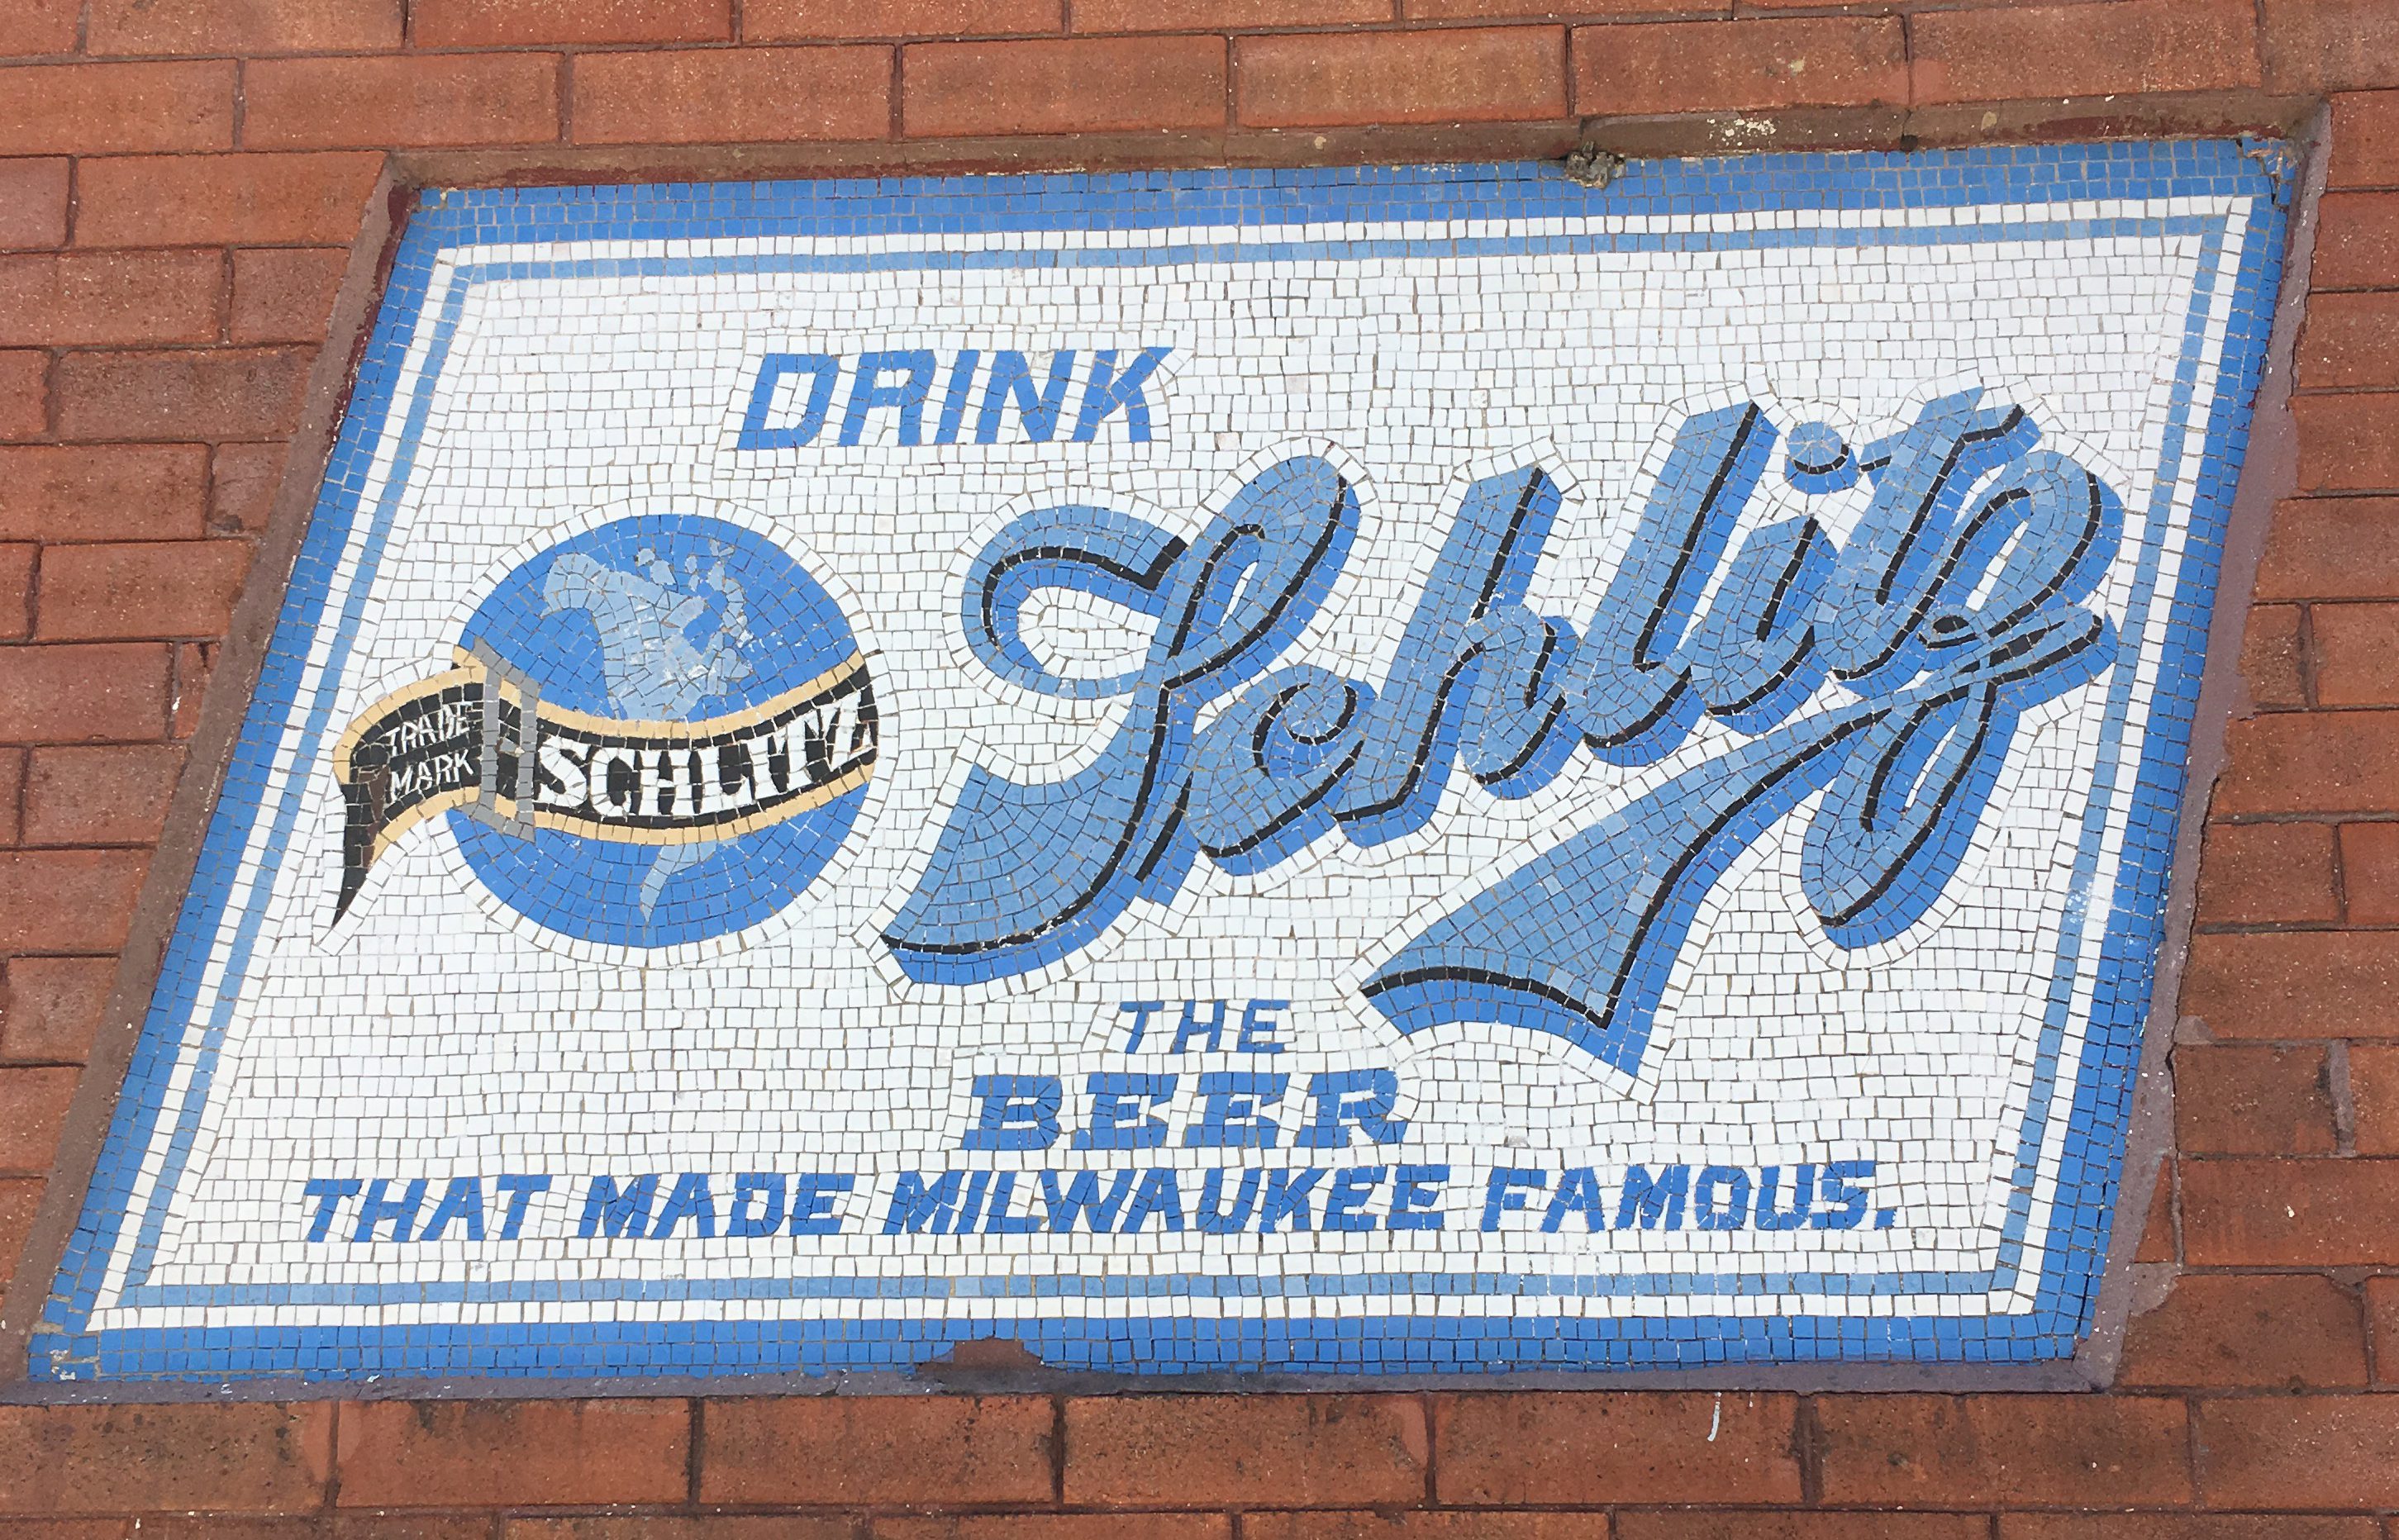 DRINK
Schlitz
TRADE
MARK
SCHLITZ
THE
BEER
THAT MADE MILWAUKEE FAMOUS.